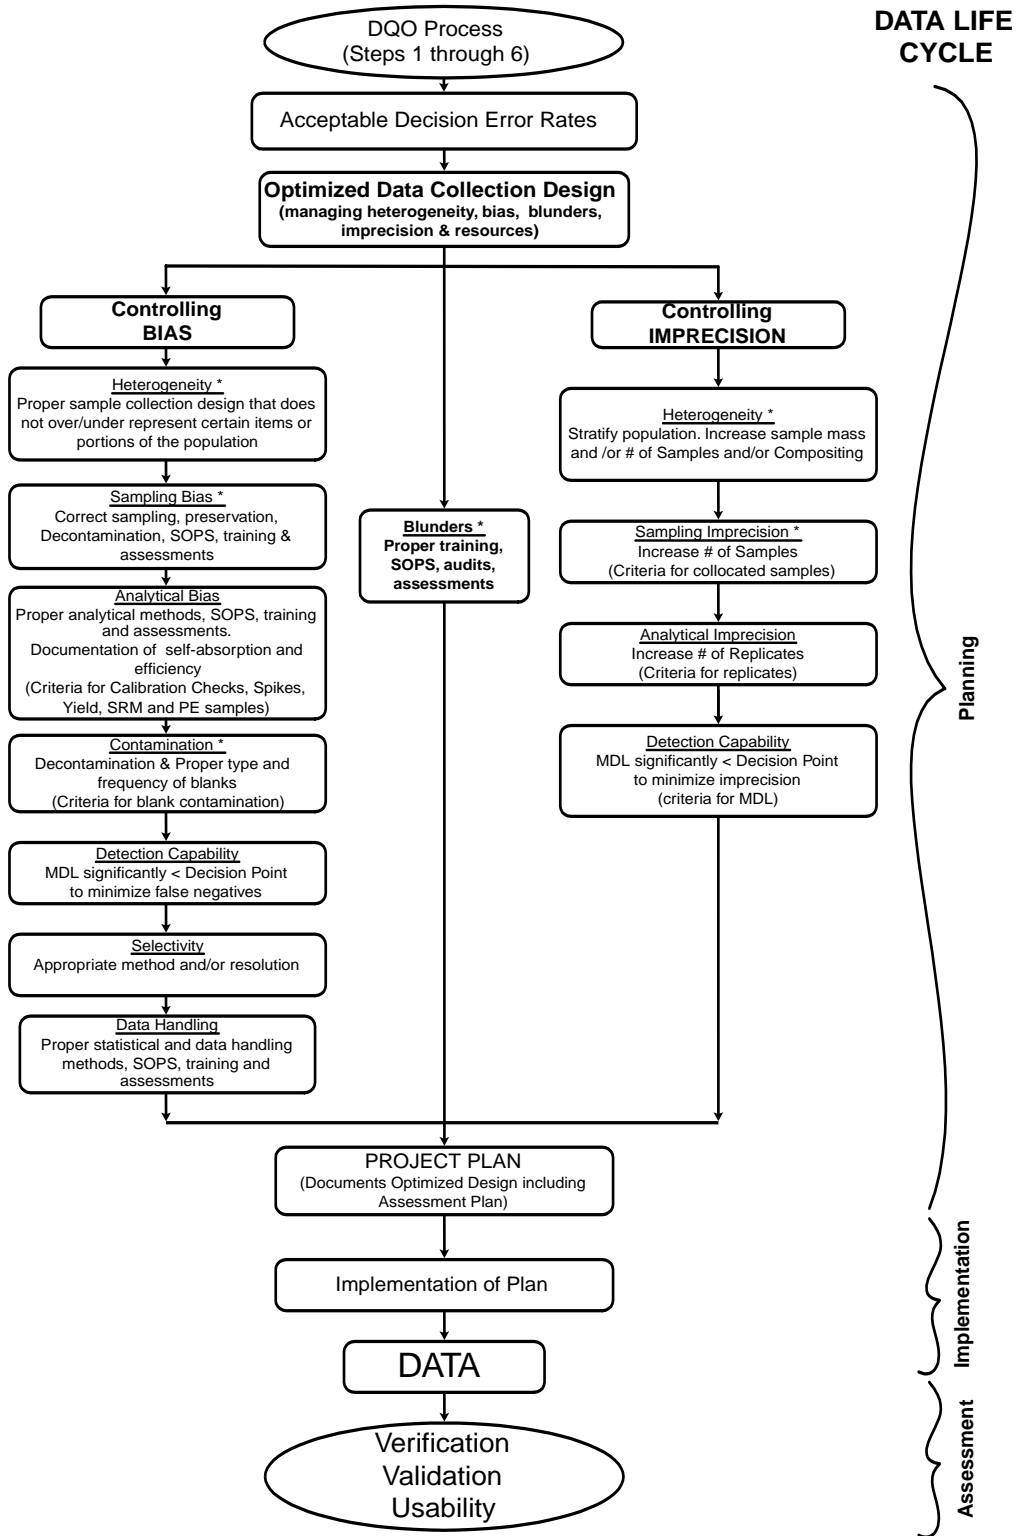 DQO Process
(Steps 1 through 6)
DATA LIFE
CYCLE
Acceptable Decision Error Rates
Optimized Data Collection Design
(managing heterogeneity, bias, blunders,
imprecision & resources)
Controlling
BIAS
Heterogeneity *
Proper sample collection design that does
not over/under represent certain items or
portions of the population
Sampling Bias *
Correct sampling, preservation,
Decontamination, SOPS, training &
assessments
Analytical Bias
Proper analytical methods, SOPS, training
and assessments.
Documentation of self-absorption and
efficiency
(Criteria for Calibration Checks, Spikes,
Yield, SRM and PE samples)
Contamination *
Decontamination & Proper type and
frequency of blanks
(Criteria for blank contamination)
Detection Capability
MDL significantly < Decision Point
to minimize false negatives
Selectivity
Appropriate method and/or resolution
Data Handling
Proper statistical and data handling
methods, SOPS, training and
assessments
Blunders *
Proper training,
SOPS, audits,
assessments
Controlling
IMPRECISION
Heterogeneity *
Stratify population. Increase sample mass
and /or # of Samples and/or Compositing
Sampling Imprecision *
Increase # of Samples
(Criteria for collocated samples)
Analytical Imprecision
Increase # of Replicates
(Criteria for replicates)
Detection Capability
MDL significantly < Decision Point
to minimize imprecision
(criteria for MDL)
PROJECT PLAN
(Documents Optimized Design including
Assessment Plan)
Implementation of Plan
DATA
Verification
Validation
Usability
Planning
Implementation
Assessment